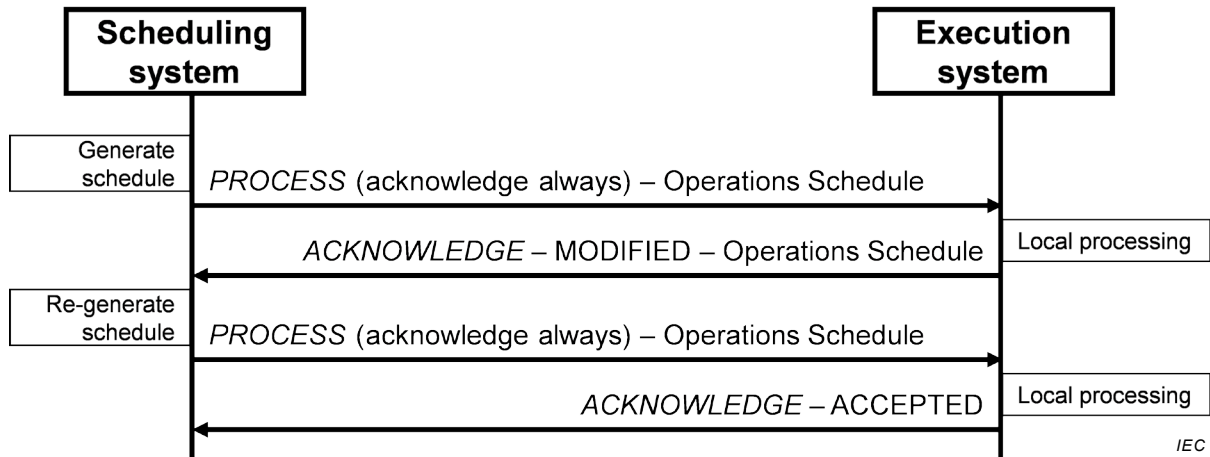 Scheduling
system
Execution
system
Generate
schedule
PROCESS (acknowledge always) – Operations Schedule
Local processing
ACKNOWLEDGE – MODIFIED – Operations Schedule
Re-generate
schedule
PROCESS (acknowledge always) – Operations Schedule
Local processing
ACKNOWLEDGE – ACCEPTED
IEC